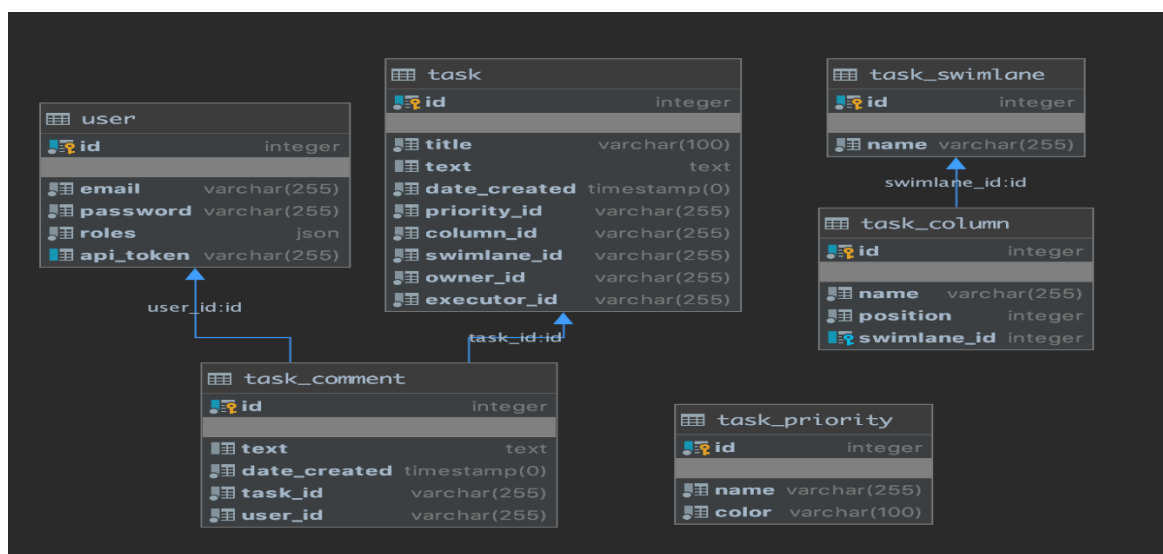 user
id integer
email varchar(255)
password varchar(255)
roles json
api_token varchar(255)
user_id:id
task
id integer
title varchar(100)
text text
date_created timestamp(0)
priority_id varchar(255)
column_id varchar(255)
swimlane_id varchar(255)
owner_id varchar(255)
executor_id varchar(255)
task_id:id
task_swimlane
id integer
name varchar(255)
swimlane_id:id
task_column
id integer
name varchar(255)
position integer
swimlane_id integer
task_comment
id integer
text text
date_created timestamp(0)
task_id varchar(255)
user_id varchar(255)
task_priority
id integer
name varchar(255)
color varchar(100)